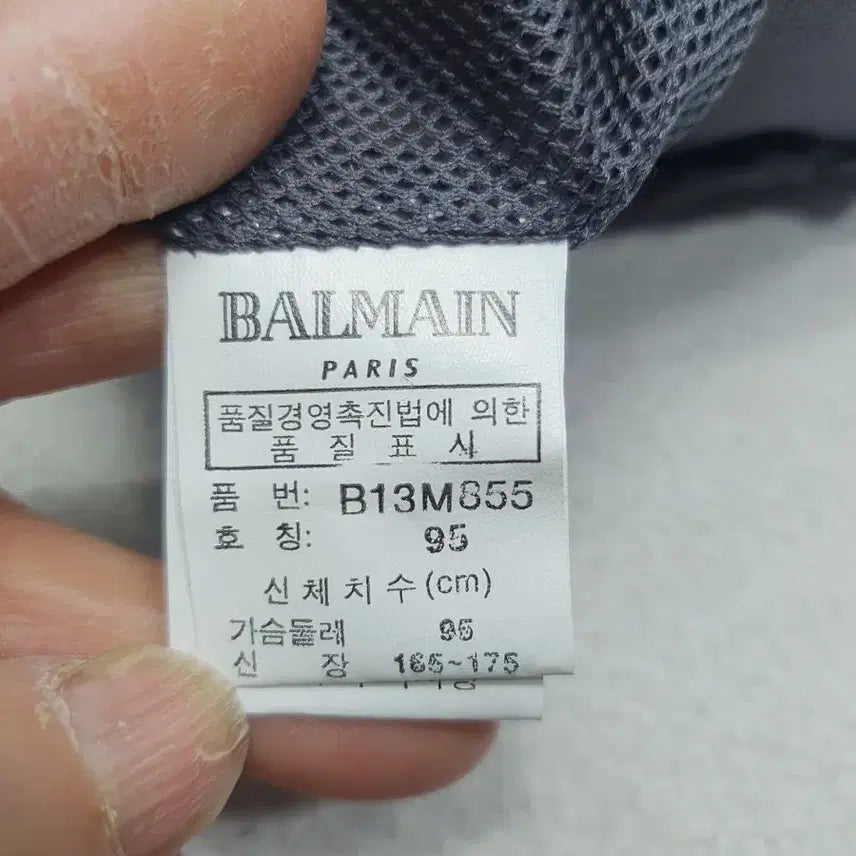 BALMAIN
PARIS
품질경영촉진법에 의한
품 질 표 시
품 번: B13M855
호 칭: 95
신체치수(cm)
가슴둘레 95
신 장 165~175